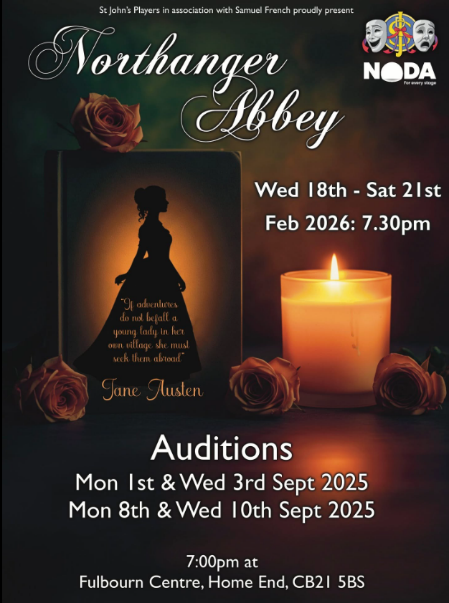 St John's Players in association with Samuel French proudly present
Northanger
Abbey
NODA
For every stage
Wed 18th - Sat 21st
Feb 2026: 7.30pm
"If adventures
do not befall a
young lady in her
own village she must
seek them abroad"
Jane Austen
Auditions
Mon 1st & Wed 3rd Sept 2025
Mon 8th & Wed 10th Sept 2025
7:00pm at
Fulbourn Centre, Home End, CB21 5BS